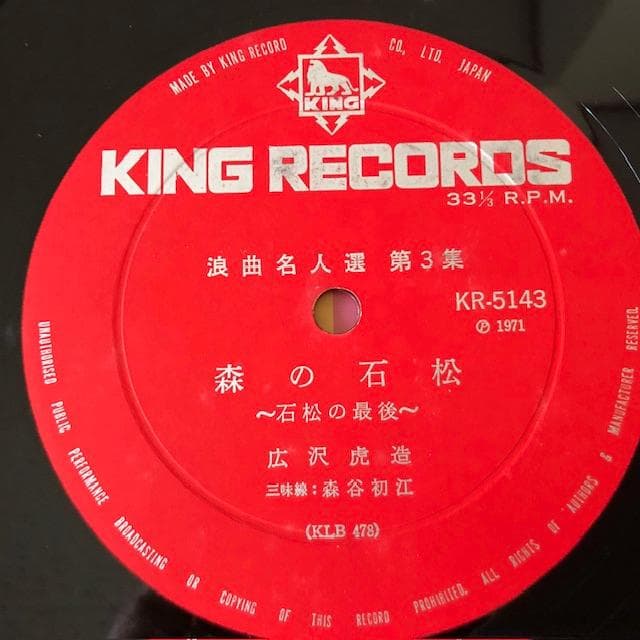 MADE BY KING RECORD CO., LTD. JAPAN
KING
KING RECORDS
33⅓ R.P.M.
浪曲名人選 第3集
KR-5143
Ⓟ 1971
森の石松
～石松の最後～
広沢虎造
三味線：森谷初江
(KLB 478)
UNAUTHORISED PUBLIC PERFORMANCE BROADCASTING OR COPYING OF THIS RECORD PROHIBITED. ALL RIGHTS OF AUTHORS & MANUFACTURER RESERVED.